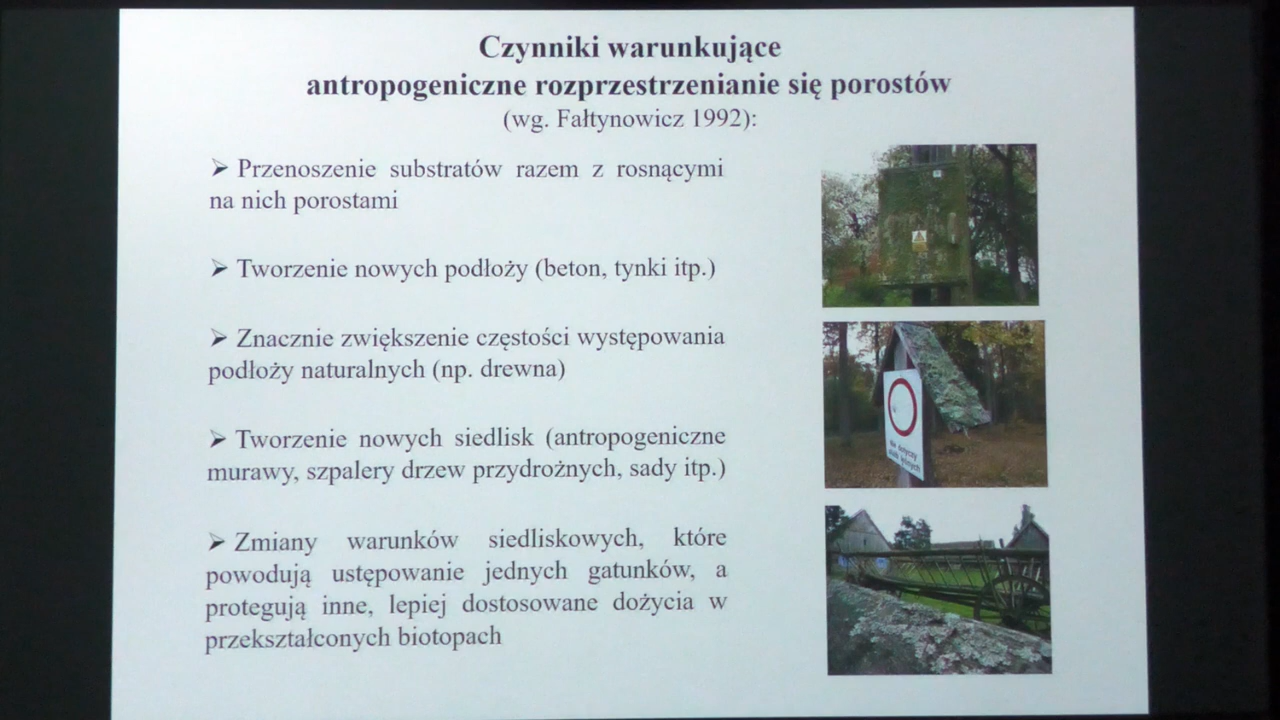 Czynniki warunkujące
antropogeniczne rozprzestrzenianie się porostów
(wg. Fałtynowicz 1992):
➢ Przenoszenie substratów razem z rosnącymi
na nich porostami
➢ Tworzenie nowych podłoży (beton, tynki itp.)
➢ Znacznie zwiększenie częstości występowania
podłoży naturalnych (np. drewna)
➢ Tworzenie nowych siedlisk (antropogeniczne
murawy, szpalery drzew przydrożnych, sady itp.)
➢ Zmiany warunków siedliskowych, które
powodują ustępowanie jednych gatunków, a
protegują inne, lepiej dostosowane dożycia w
przekształconych biotopach
Nie dotyczy